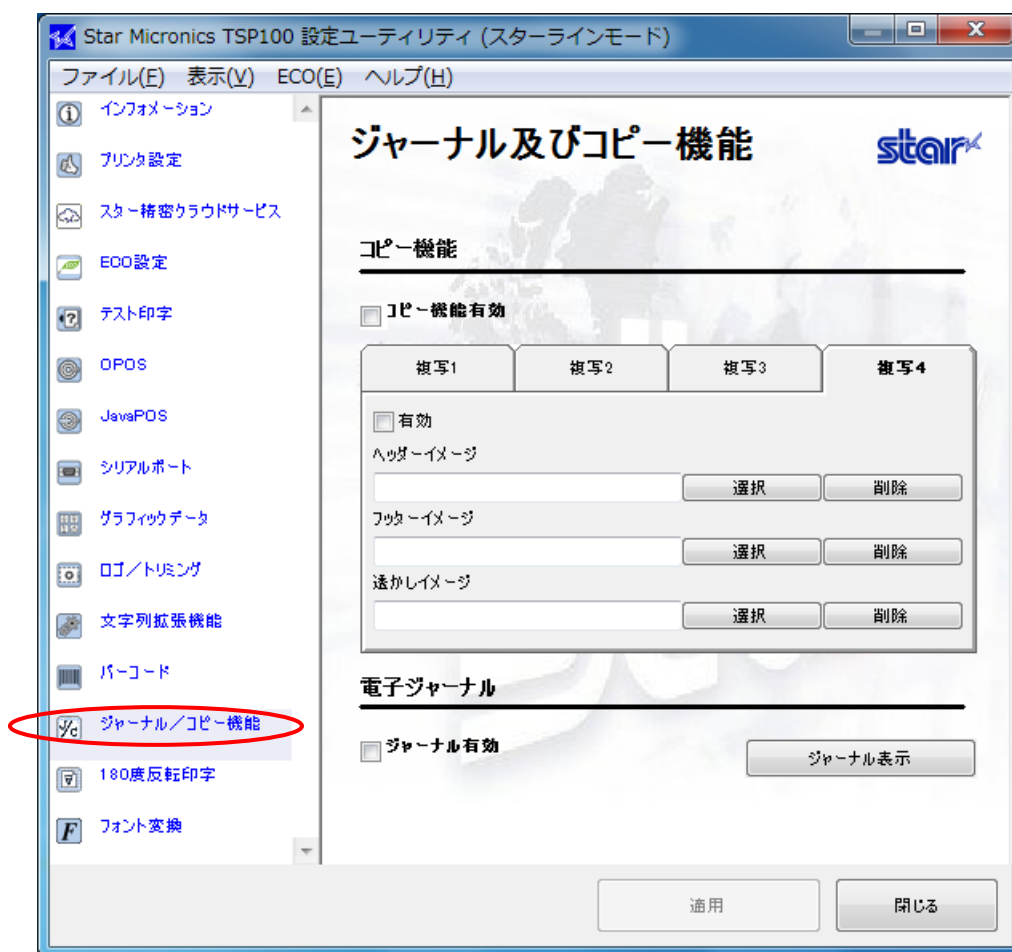 Star Micronics TSP100 設定ユーティリティ (スターラインモード)
ファイル(F) 表示(V) ECO(E) ヘルプ(H)
インフォメーション
プリンタ設定
スター精密クラウドサービス
ECO設定
テスト印字
OPOS
JavaPOS
シリアルポート
グラフィックデータ
ロゴ/トリミング
文字列拡張機能
バーコード
ジャーナル/コピー機能
180度反転印字
フォント変換
ジャーナル及びコピー機能
star
コピー機能
コピー機能有効
複写1 複写2 複写3 複写4
有効
ヘッダーイメージ
選択 削除
フッターイメージ
選択 削除
透かしイメージ
選択 削除
電子ジャーナル
ジャーナル有効
ジャーナル表示
適用 閉じる